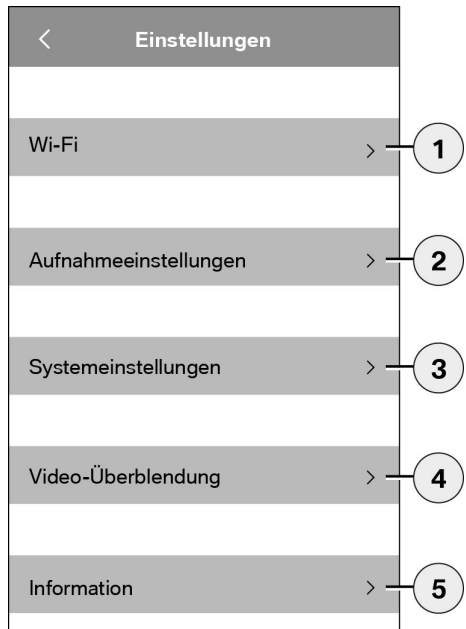 Einstellungen
Wi-Fi
1
Aufnahmeeinstellungen
2
Systemeinstellungen
3
Video-Überblendung
4
Information
5